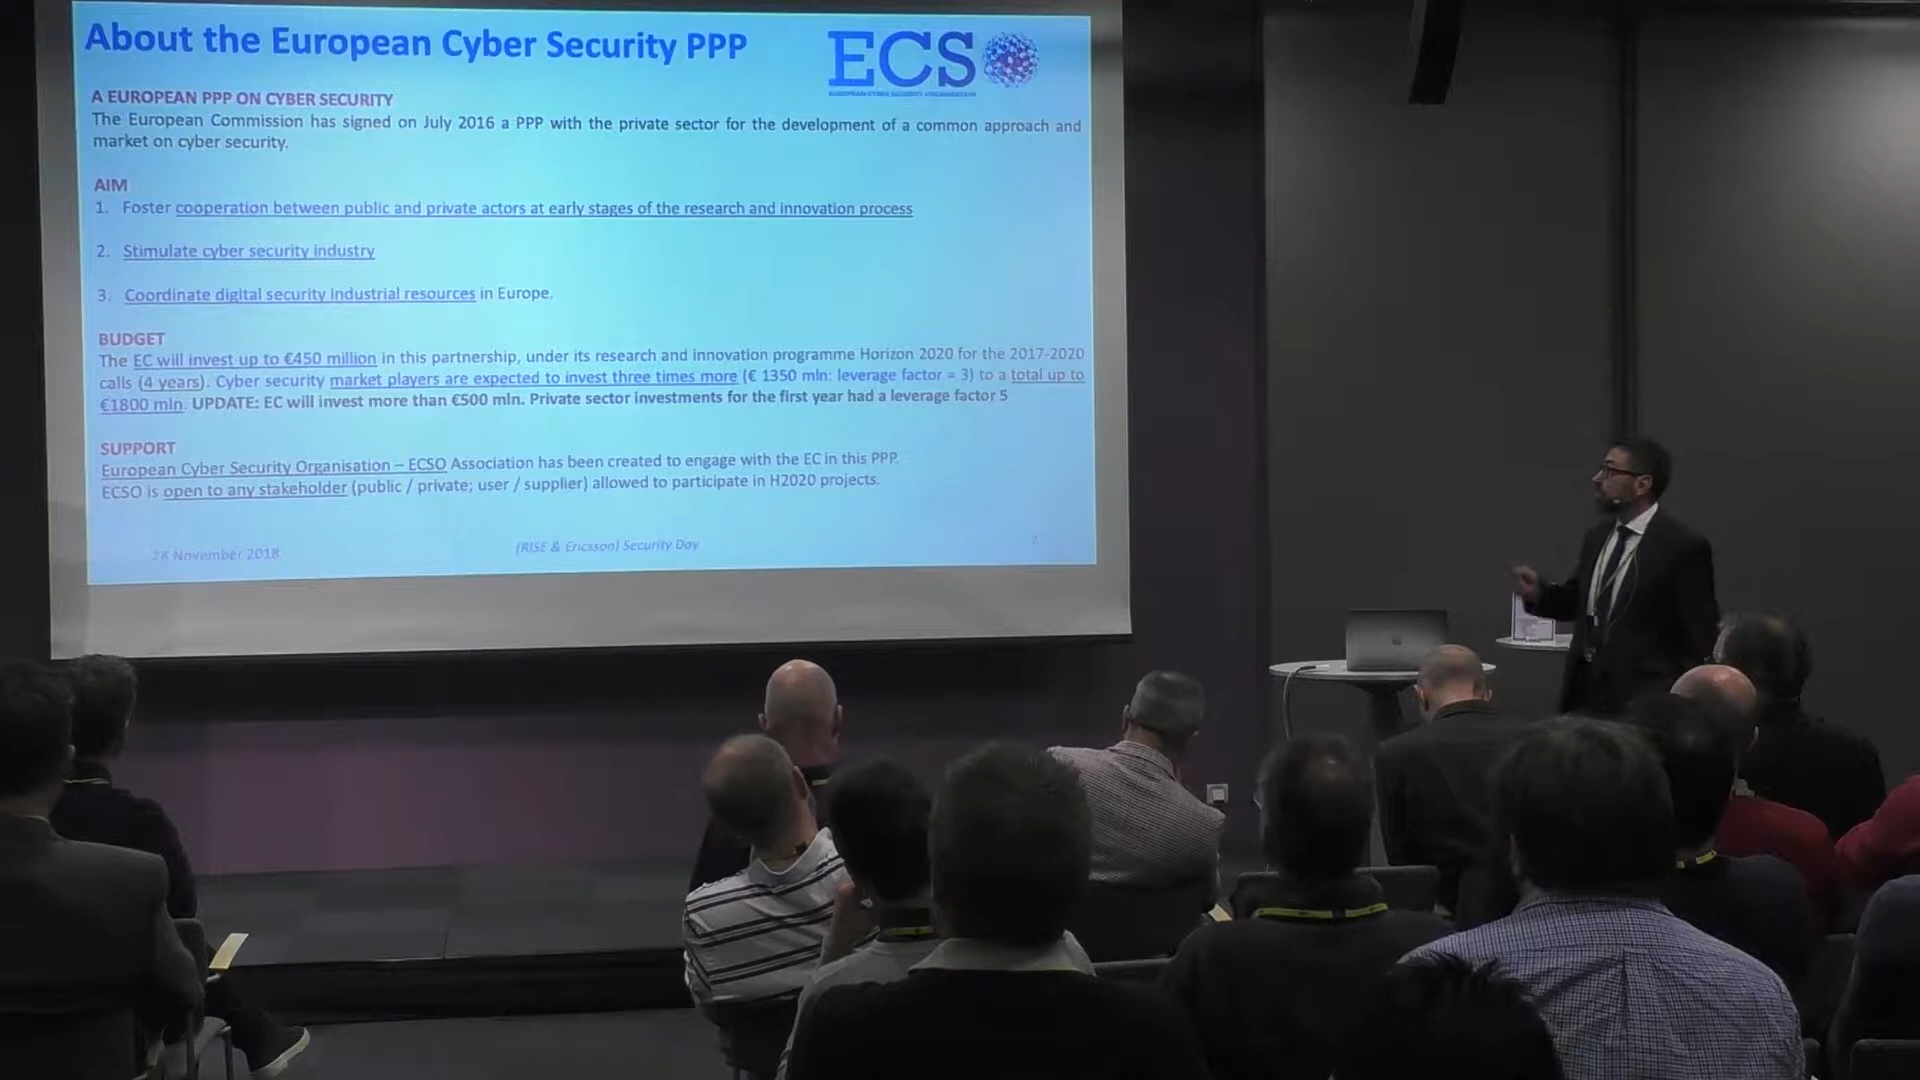 About the European Cyber Security PPP
ECS
EUROPEAN CYBER SECURITY ORGANISATION
A EUROPEAN PPP ON CYBER SECURITY
The European Commission has signed on July 2016 a PPP with the private sector for the development of a common approach and
market on cyber security.
AIM
1. Foster cooperation between public and private actors at early stages of the research and innovation process
2. Stimulate cyber security industry
3. Coordinate digital security industrial resources in Europe.
BUDGET
The EC will invest up to €450 million in this partnership, under its research and innovation programme Horizon 2020 for the 2017-2020
calls (4 years). Cyber security market players are expected to invest three times more (€ 1350 mln: leverage factor = 3) to a total up to
€1800 mln. UPDATE: EC will invest more than €500 mln. Private sector investments for the first year had a leverage factor 5
SUPPORT
European Cyber Security Organisation – ECSO Association has been created to engage with the EC in this PPP.
ECSO is open to any stakeholder (public / private; user / supplier) allowed to participate in H2020 projects.
28 November 2018
(RISE & Ericsson) Security Day